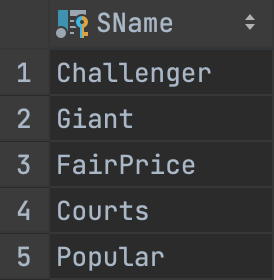 SName
1 Challenger
2 Giant
3 FairPrice
4 Courts
5 Popular